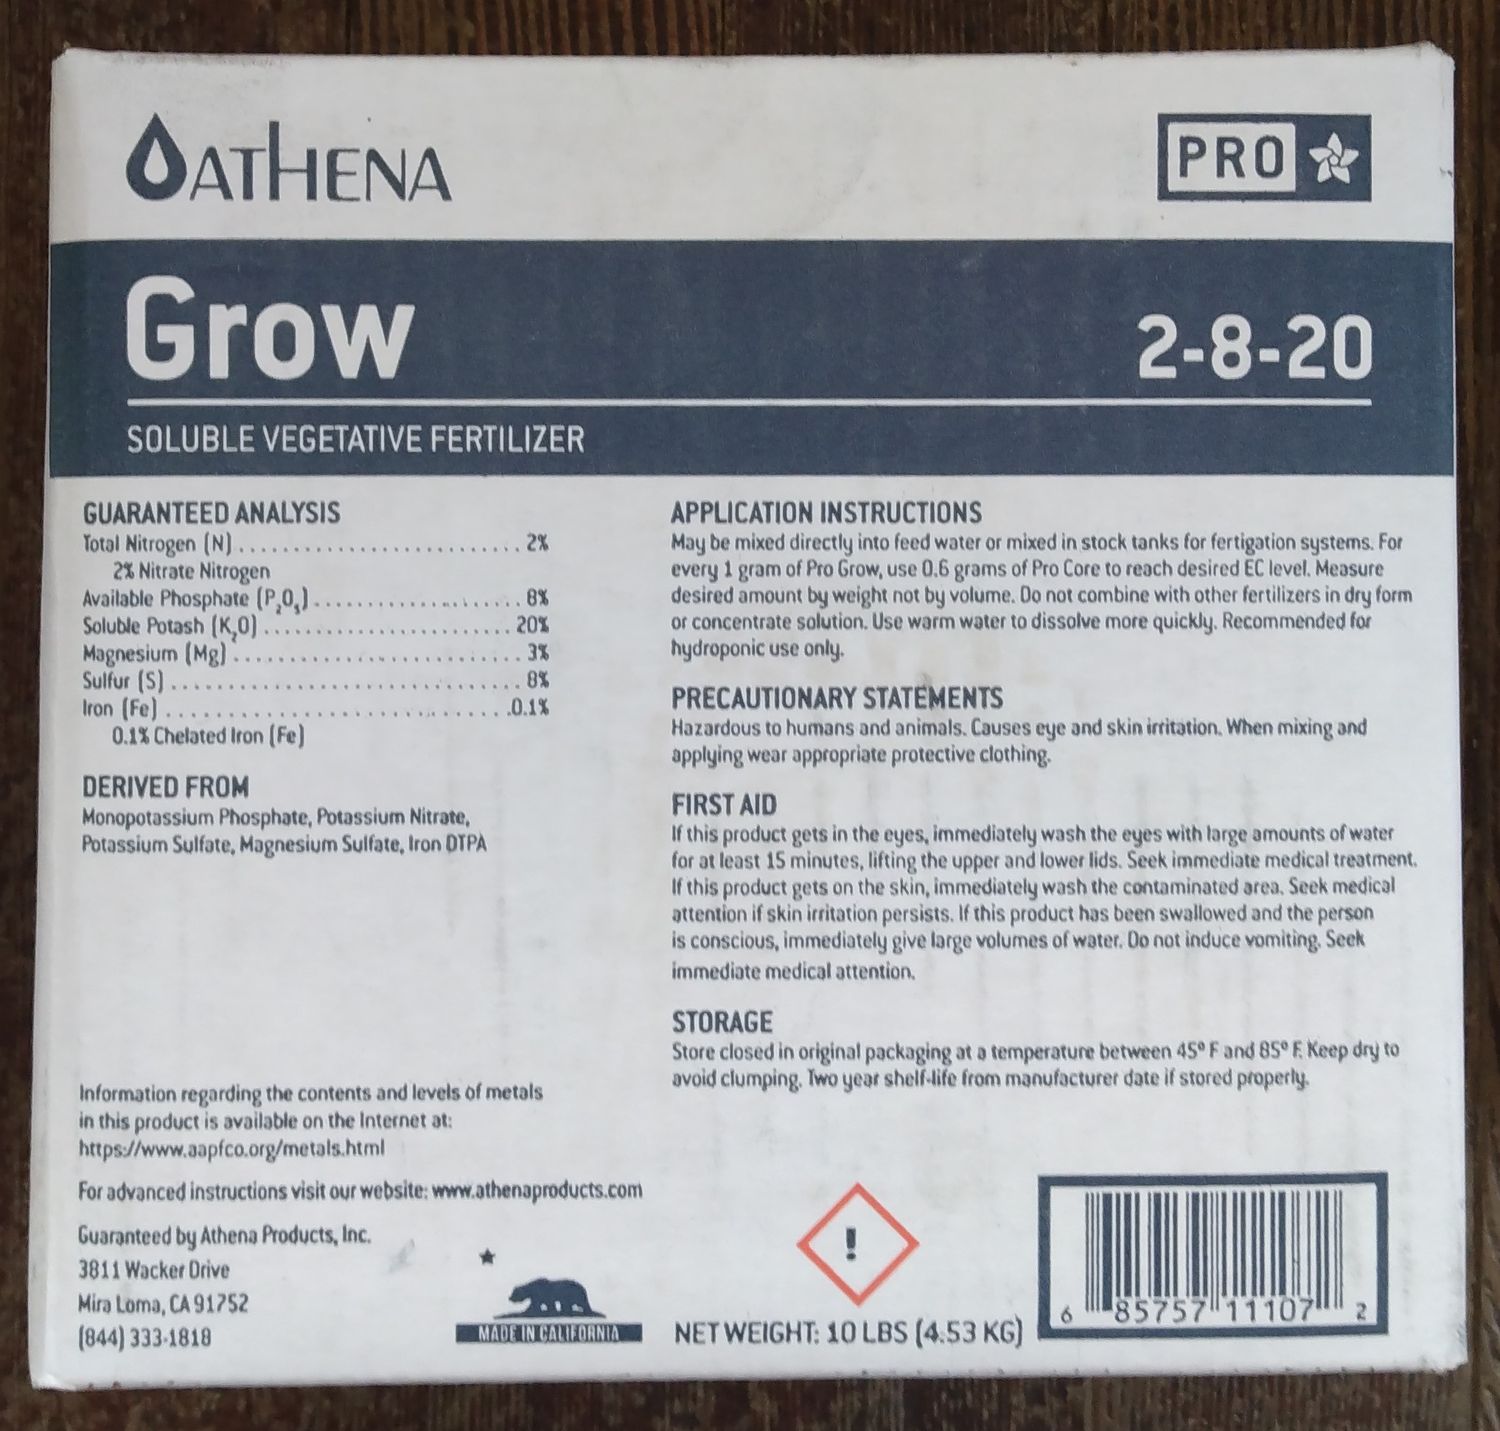 ATHENA
PRO
Grow
2-8-20
SOLUBLE VEGETATIVE FERTILIZER
GUARANTEED ANALYSIS
Total Nitrogen (N) . . . . . . . . . . . . . . . . . . . . . . . . . 2%
2% Nitrate Nitrogen
Available Phosphate (P₂O₅) . . . . . . . . . . . . . . . . . . 8%
Soluble Potash (K₂O) . . . . . . . . . . . . . . . . . . . . . . 20%
Magnesium (Mg) . . . . . . . . . . . . . . . . . . . . . . . . . 3%
Sulfur (S) . . . . . . . . . . . . . . . . . . . . . . . . . . . . . . 8%
Iron (Fe) . . . . . . . . . . . . . . . . . . . . . . . . . . . . . .0.1%
0.1% Chelated Iron (Fe)
DERIVED FROM
Monopotassium Phosphate, Potassium Nitrate,
Potassium Sulfate, Magnesium Sulfate, Iron DTPA
Information regarding the contents and levels of metals
in this product is available on the Internet at:
https://www.aapfco.org/metals.html
For advanced instructions visit our website: www.athenaproducts.com
Guaranteed by Athena Products, Inc.
3811 Wacker Drive
Mira Loma, CA 91752
(844) 333-1818
MADE IN CALIFORNIA
APPLICATION INSTRUCTIONS
May be mixed directly into feed water or mixed in stock tanks for fertigation systems. For
every 1 gram of Pro Grow, use 0.6 grams of Pro Core to reach desired EC level. Measure
desired amount by weight not by volume. Do not combine with other fertilizers in dry form
or concentrate solution. Use warm water to dissolve more quickly. Recommended for
hydroponic use only.
PRECAUTIONARY STATEMENTS
Hazardous to humans and animals. Causes eye and skin irritation. When mixing and
applying wear appropriate protective clothing.
FIRST AID
If this product gets in the eyes, immediately wash the eyes with large amounts of water
for at least 15 minutes, lifting the upper and lower lids. Seek immediate medical treatment.
If this product gets on the skin, immediately wash the contaminated area. Seek medical
attention if skin irritation persists. If this product has been swallowed and the person
is conscious, immediately give large volumes of water. Do not induce vomiting. Seek
immediate medical attention.
STORAGE
Store closed in original packaging at a temperature between 45° F and 85° F. Keep dry to
avoid clumping. Two year shelf-life from manufacturer date if stored properly.
!
NET WEIGHT: 10 LBS (4.53 KG)
6 85757 11107 2